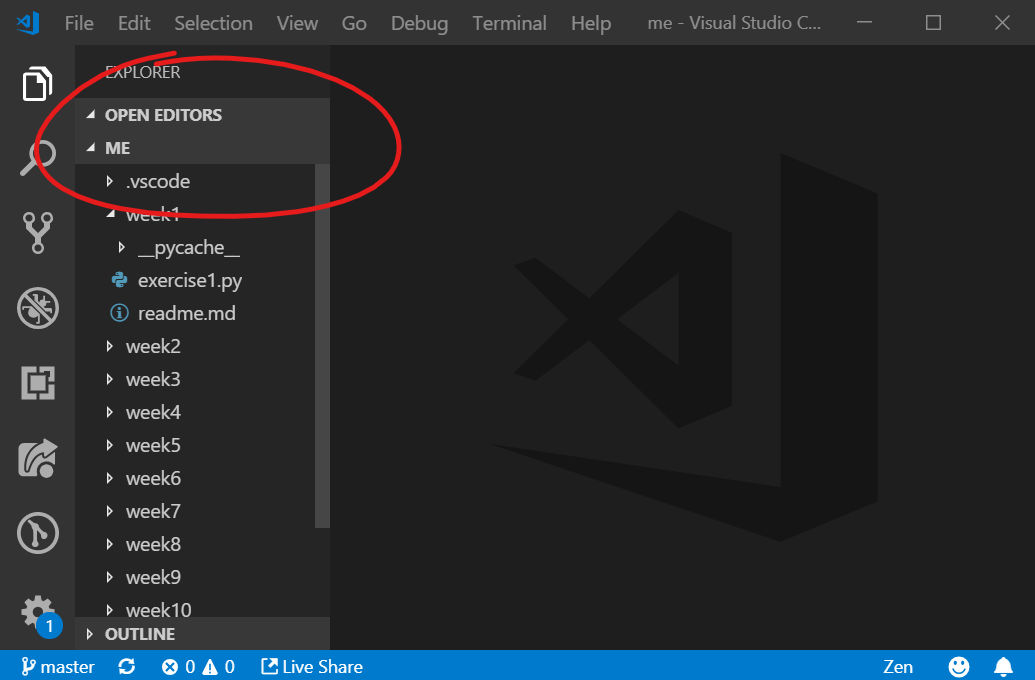 File Edit Selection View Go Debug Terminal Help me - Visual Studio C...
EXPLORER
OPEN EDITORS
ME
.vscode
week1
__pycache__
exercise1.py
readme.md
week2
week3
week4
week5
week6
week7
week8
week9
week10
1
OUTLINE
master 0 0 Live Share Zen